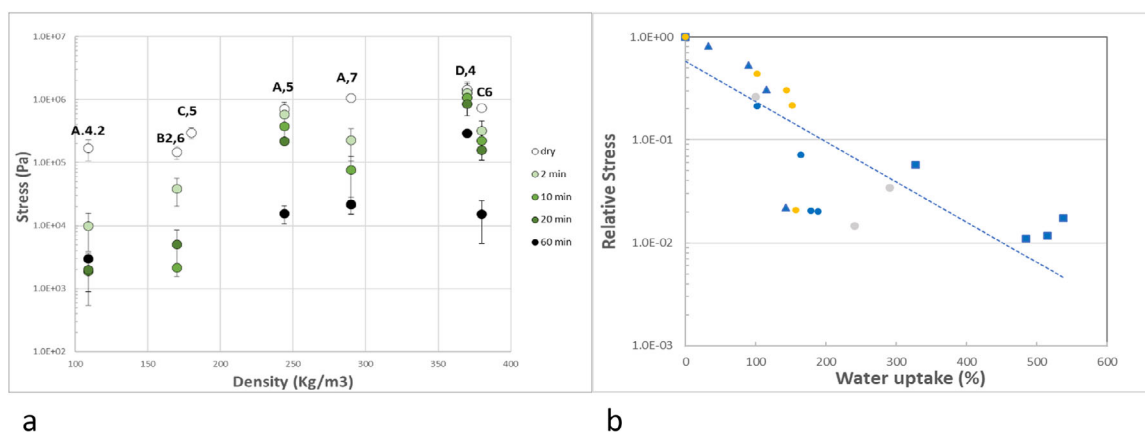 1.0E+07
1.0E+06
1.0E+05
1.0E+04
1.0E+03
1.0E+02
Stress (Pa)
100 150 200 250 300 350 400
Density (Kg/m3)
A.4.2
B2,6
C,5
A,5
A,7
D,4
C6
dry
2 min
10 min
20 min
60 min
a
1.0E+00
1.0E-01
1.0E-02
1.0E-03
Relative Stress
0 100 200 300 400 500 600
Water uptake (%)
b